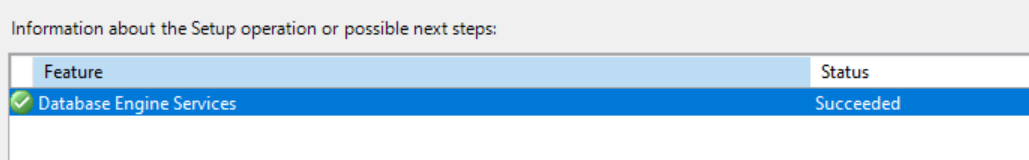 Information about the Setup operation or possible next steps:
Feature Status
Database Engine Services Succeeded